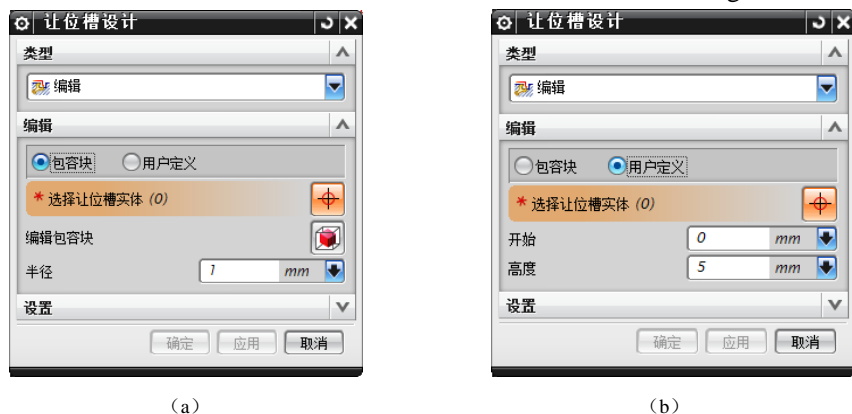 让位槽设计
类型
编辑
编辑
包容块 用户定义
* 选择让位槽实体 (0)
编辑包容块
半径 1 mm
设置
确定 应用 取消
(a)
让位槽设计
类型
编辑
编辑
包容块 用户定义
* 选择让位槽实体 (0)
开始 0 mm
高度 5 mm
设置
确定 应用 取消
(b)